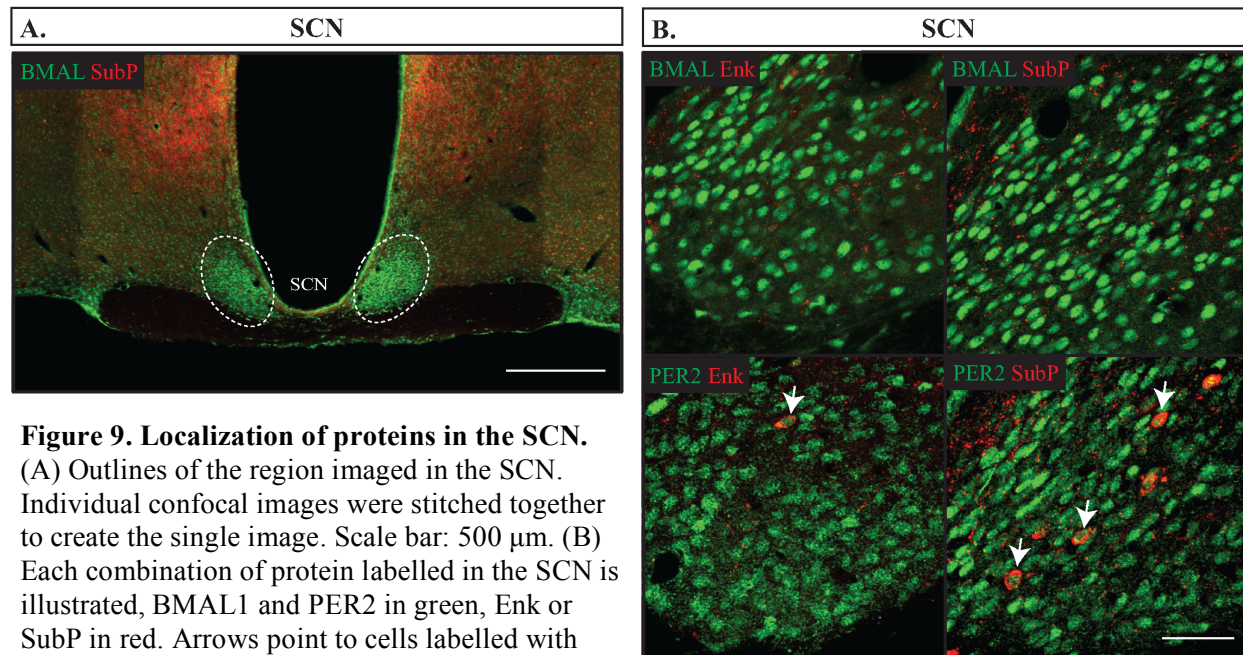 A. SCN
BMAL SubP
SCN
Figure 9. Localization of proteins in the SCN.
(A) Outlines of the region imaged in the SCN.
Individual confocal images were stitched together
to create the single image. Scale bar: 500 μm. (B)
Each combination of protein labelled in the SCN is
illustrated, BMAL1 and PER2 in green, Enk or
SubP in red. Arrows point to cells labelled with
B. SCN
BMAL Enk
BMAL SubP
PER2 Enk
PER2 SubP